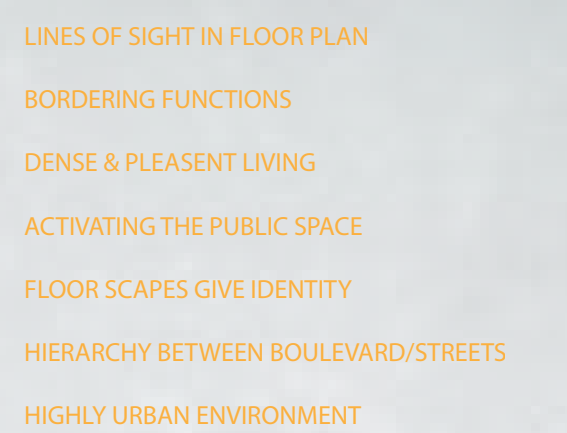 LINES OF SIGHT IN FLOOR PLAN
BORDERING FUNCTIONS
DENSE & PLEASENT LIVING
ACTIVATING THE PUBLIC SPACE
FLOOR SCAPES GIVE IDENTITY
HIERARCHY BETWEEN BOULEVARD/STREETS
HIGHLY URBAN ENVIRONMENT